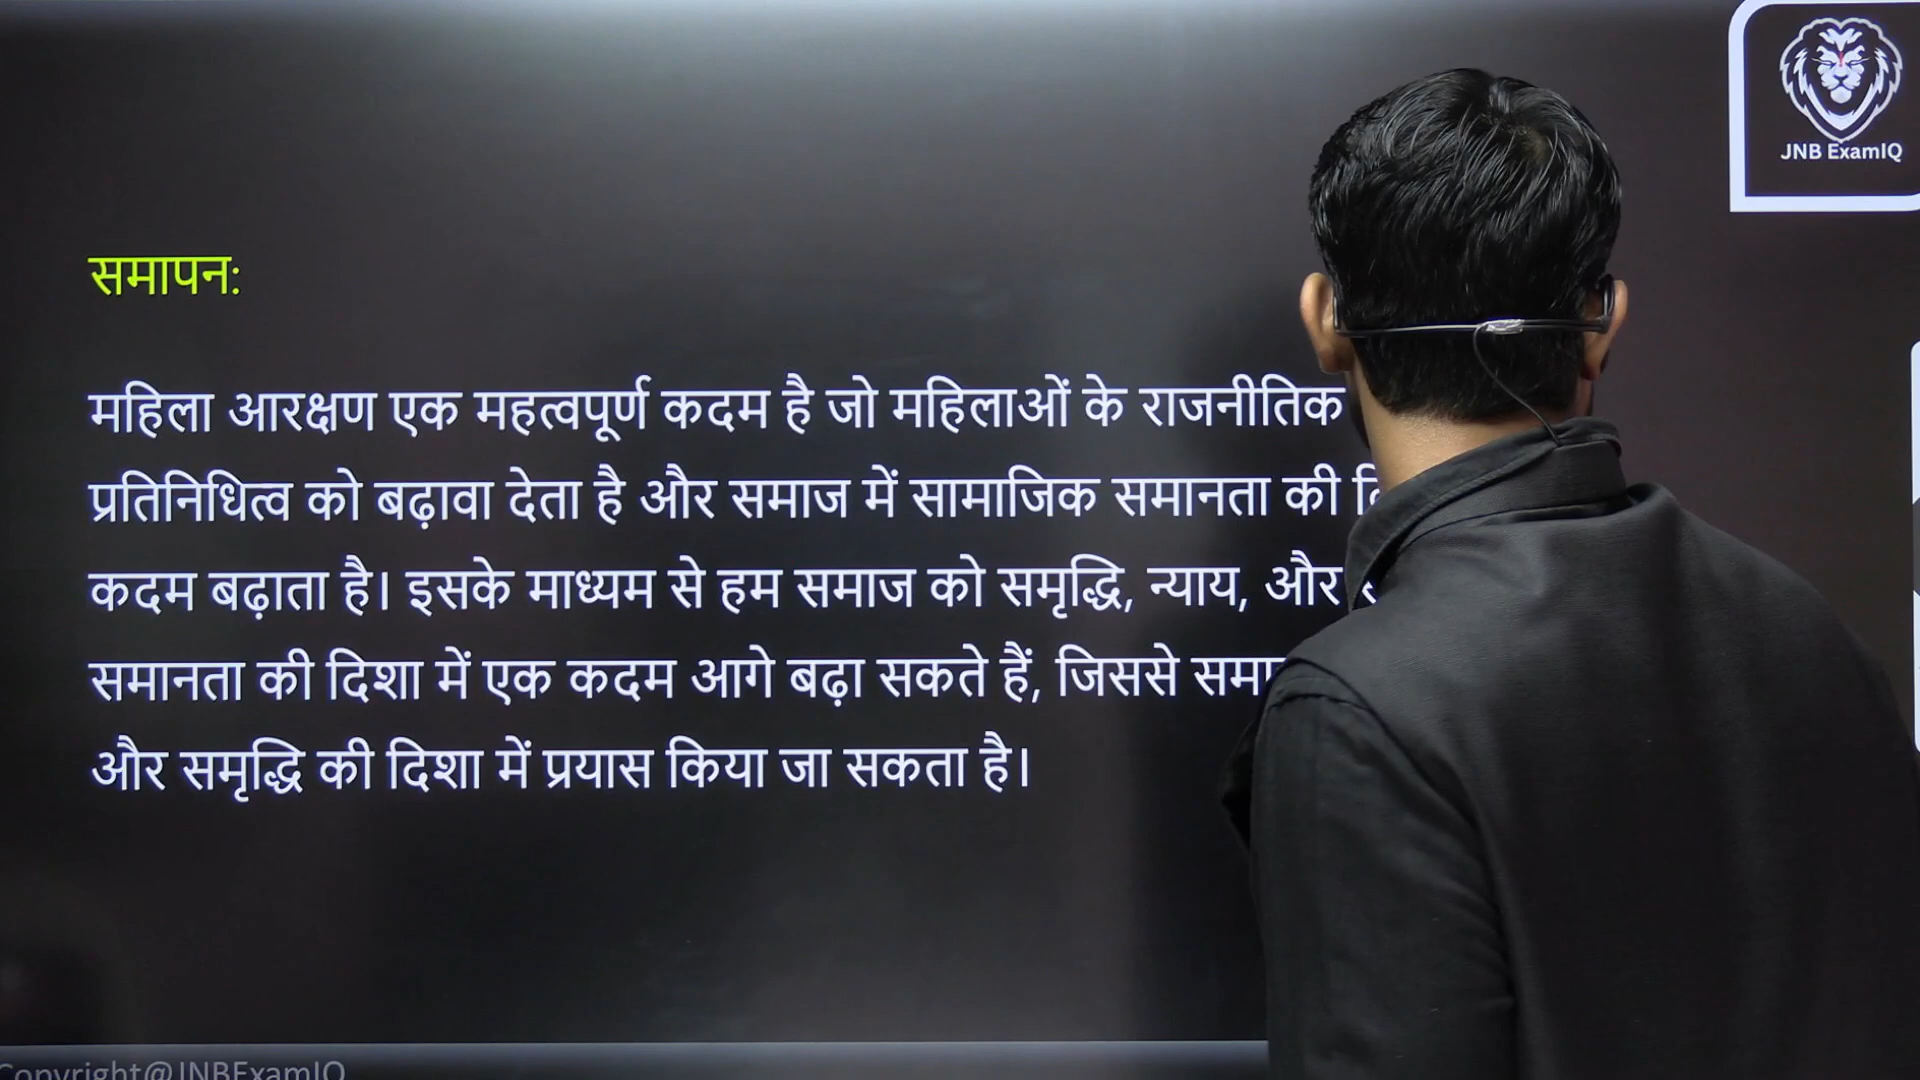 JNB ExamIQ
समापन:
महिला आरक्षण एक महत्वपूर्ण कदम है जो महिलाओं के राजनीतिक
प्रतिनिधित्व को बढ़ावा देता है और समाज में सामाजिक समानता की
कदम बढ़ाता है। इसके माध्यम से हम समाज को समृद्धि, न्याय, और
समानता की दिशा में एक कदम आगे बढ़ा सकते हैं, जिससे
और समृद्धि की दिशा में प्रयास किया जा सकता है।
Copyright@JNBExamIQ